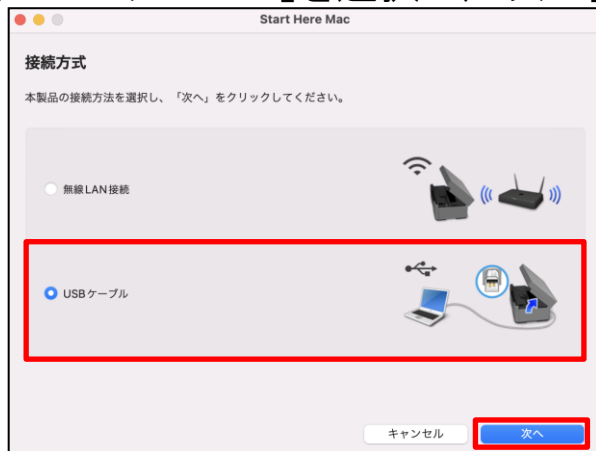 Start Here Mac
接続方式
本製品の接続方法を選択し、「次へ」をクリックしてください。
無線LAN接続
USBケーブル
キャンセル
次へ